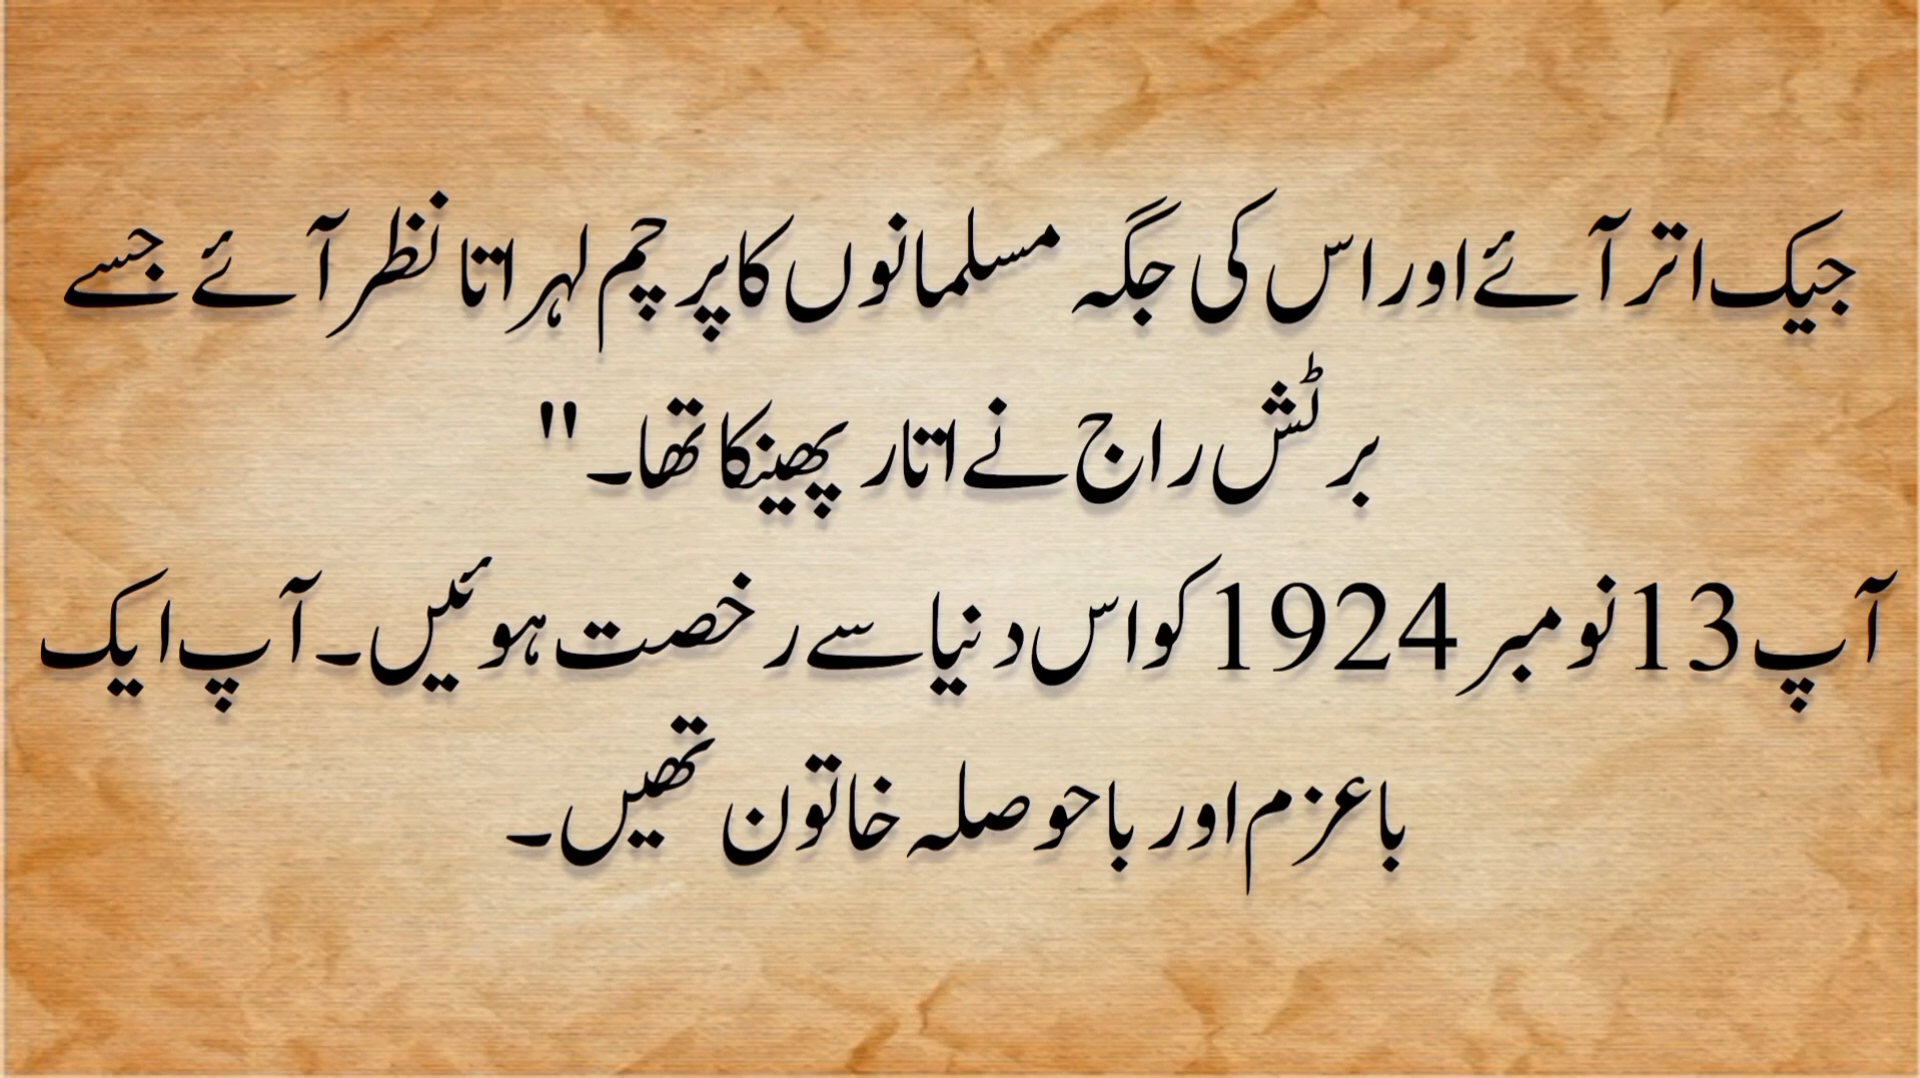 جیک اتر آئے اور اس کی جگہ مسلمانوں کا پرچم لہراتا نظر آئے جسے
برٹش راج نے اتار پھینکا تھا۔"
آپ 13 نومبر 1924 کو اس دنیا سے رخصت ہوئیں۔ آپ ایک
باعزم اور باحوصلہ خاتون تھیں۔